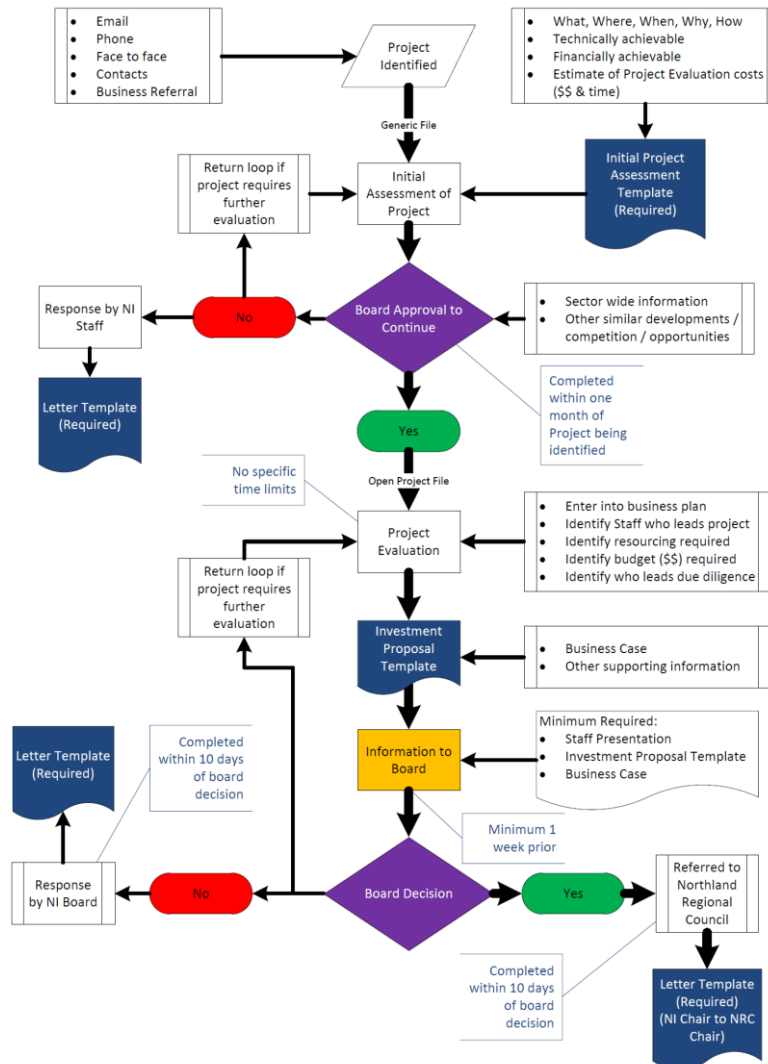 • Email
• Phone
• Face to face
• Contacts
• Business Referral
Project
Identified
• What, Where, When, Why, How
• Technically achievable
• Financially achievable
• Estimate of Project Evaluation costs
($$ & time)
Generic File
Return loop if
project requires
further
evaluation
Initial
Assessment of
Project
Initial Project
Assessment
Template
(Required)
Response by NI
Staff
No
Board Approval to
Continue
• Sector wide information
• Other similar developments /
competition / opportunities
Letter Template
(Required)
Completed
within one
month of
Project being
identified
Yes
No specific
time limits
Open Project File
Project
Evaluation
• Enter into business plan
• Identify Staff who leads project
• Identify resourcing required
• Identify budget ($$) required
• Identify who leads due diligence
Return loop if
project requires
further
evaluation
Investment
Proposal
Template
• Business Case
• Other supporting information
Letter Template
(Required)
Completed
within 10 days
of board
decision
Information to
Board
Minimum Required:
• Staff Presentation
• Investment Proposal Template
• Business Case
Minimum 1
week prior
Response
by NI Board
No
Board Decision
Yes
Referred to
Northland
Regional
Council
Completed
within 10 days
of board
decision
Letter Template
(Required)
(NI Chair to NRC
Chair)